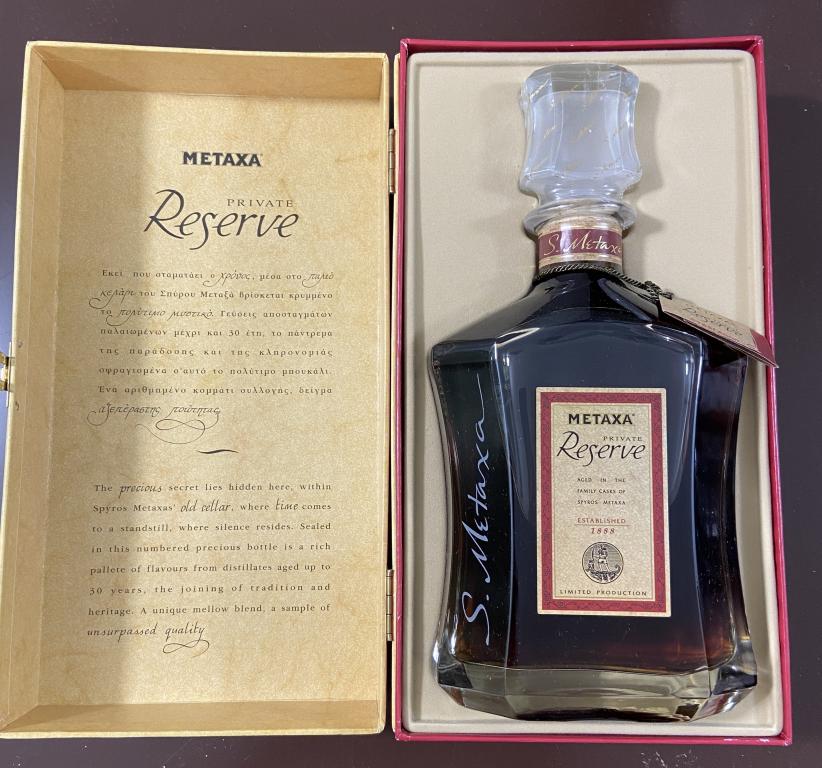 METAXA®
PRIVATE
Reserve
Εκεί που σταματάει ο χρόνος, μέσα στο παλιό
κελάρι του Σπύρου Μεταξά βρίσκεται κρυμμένο
το πολύτιμο μυστικό. Γεύσεις αποσταγμάτων
παλαιωμένων μέχρι και 30 έτη, το πάντρεμα
της παράδοσης και της κληρονομιάς
σφραγισμένα σ'αυτό το πολύτιμο μπουκάλι.
Ένα αριθμημένο κομμάτι συλλογής, δείγμα
αξεπέραστης ποιότητας
The precious secret lies hidden here, within
Spyros Metaxas' old cellar, where time comes
to a standstill, where silence resides. Sealed
in this numbered precious bottle is a rich
pallete of flavours from distillates aged up to
30 years, the joining of tradition and
heritage. A unique mellow blend, a sample of
unsurpassed quality
S. Metaxa
Reserve
S. Metaxa
METAXA®
PRIVATE
Reserve
AGED IN THE
FAMILY CASKS OF
SPYROS METAXA
ESTABLISHED
1888
LIMITED PRODUCTION